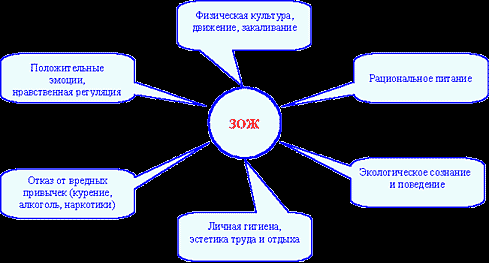 Физическая культура,
движение, закаливание
Положительные
эмоции,
нравственная регуляция
Рациональное питание
ЗОЖ
Отказ от вредных
привычек (курение,
алкоголь, наркотики)
Экологическое сознание
и поведение
Личная гигиена,
эстетика труда и отдыха